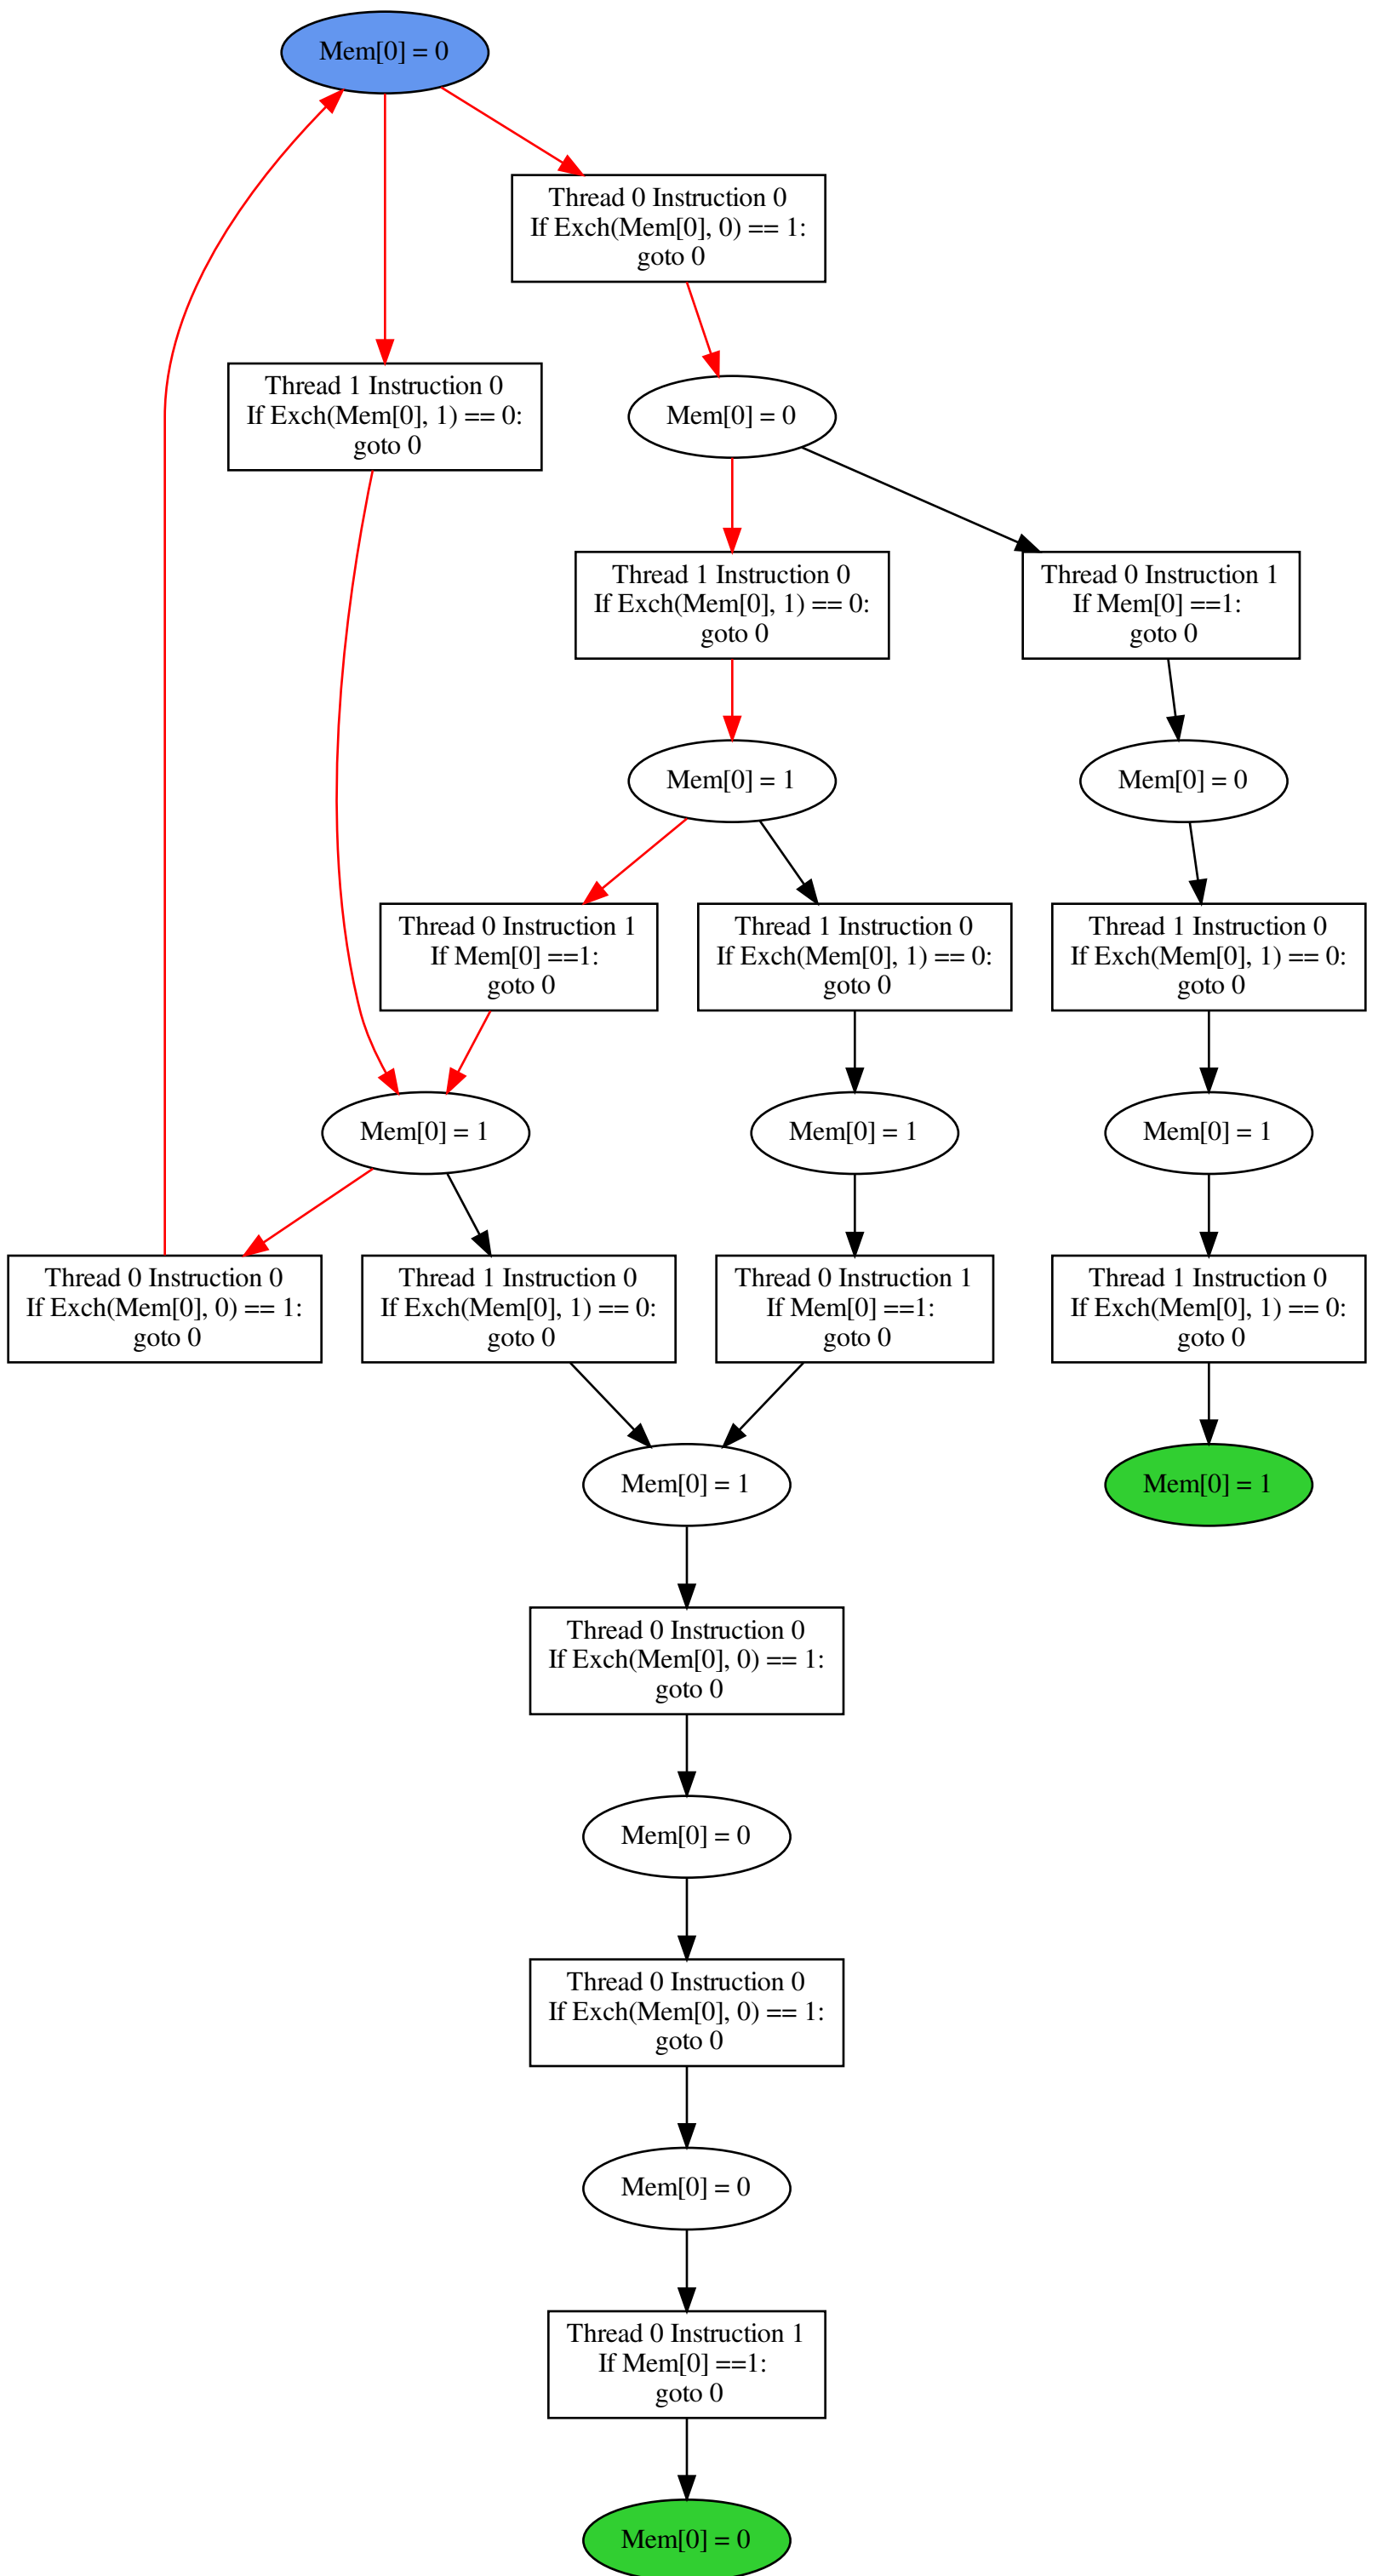 Mem[0] = 0
Thread 0 Instruction 0
If Exch(Mem[0], 0) == 1:
goto 0
Thread 1 Instruction 0
If Exch(Mem[0], 1) == 0:
goto 0
Mem[0] = 0
Thread 1 Instruction 0
If Exch(Mem[0], 1) == 0:
goto 0
Thread 0 Instruction 1
If Mem[0] ==1:
goto 0
Mem[0] = 1
Mem[0] = 0
Thread 0 Instruction 1
If Mem[0] ==1:
goto 0
Thread 1 Instruction 0
If Exch(Mem[0], 1) == 0:
goto 0
Thread 1 Instruction 0
If Exch(Mem[0], 1) == 0:
goto 0
Mem[0] = 1
Mem[0] = 1
Mem[0] = 1
Thread 0 Instruction 0
If Exch(Mem[0], 0) == 1:
goto 0
Thread 1 Instruction 0
If Exch(Mem[0], 1) == 0:
goto 0
Thread 0 Instruction 1
If Mem[0] ==1:
goto 0
Thread 1 Instruction 0
If Exch(Mem[0], 1) == 0:
goto 0
Mem[0] = 1
Mem[0] = 1
Thread 0 Instruction 0
If Exch(Mem[0], 0) == 1:
goto 0
Mem[0] = 0
Thread 0 Instruction 0
If Exch(Mem[0], 0) == 1:
goto 0
Mem[0] = 0
Thread 0 Instruction 1
If Mem[0] ==1:
goto 0
Mem[0] = 0